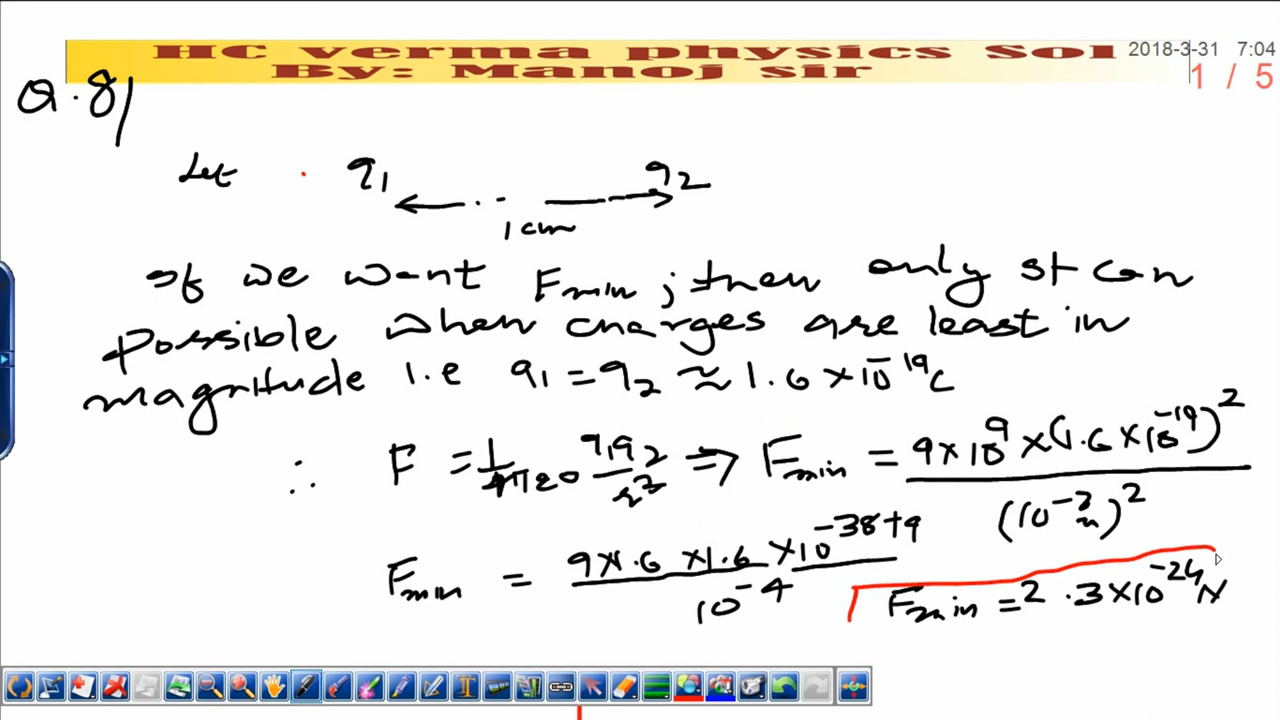 HC verma physics Sol
2018-3-31 7:04
By: Manoj sir
1 / 5
Q.8/
Let q1 q2
1cm
If we want Fmin ; then only it can
possible when charges are least in
magnitude i.e q1 = q2 ≈ 1.6 × 10^-19 C
∴ F = 1/4πε0 q1q2/r^2 ⇒ Fmin = 9×10^9 × (1.6 × 10^-19)^2 / (10^-2 m)^2
Fmin = 9×1.6 ×1.6 ×10^-38+9 / 10^-4
Fmin = 2.3×10^-24 N